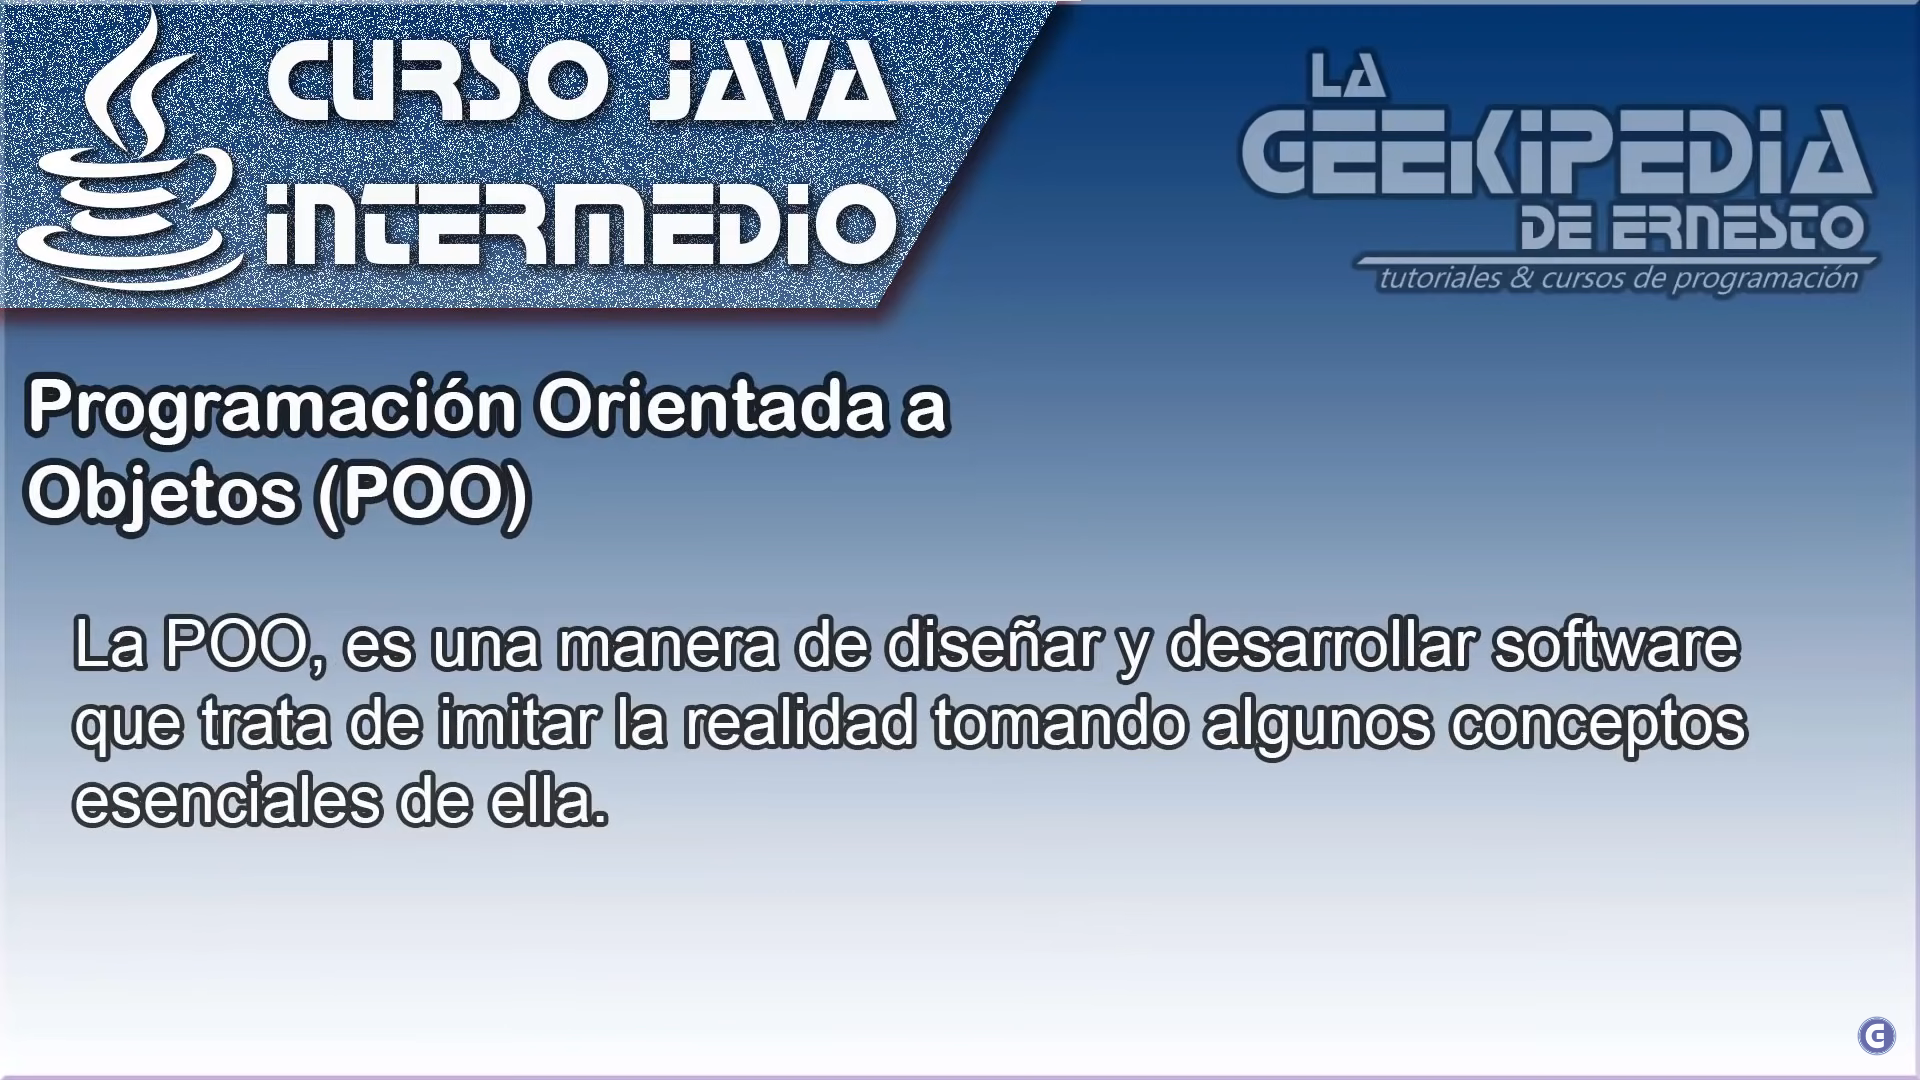 CURSO JAVA
INTERMEDIO
LA
GEEKIPEDIA
DE ERNESTO
tutoriales & cursos de programación
Programación Orientada a
Objetos (POO)
La POO, es una manera de diseñar y desarrollar software
que trata de imitar la realidad tomando algunos conceptos
esenciales de ella.
G